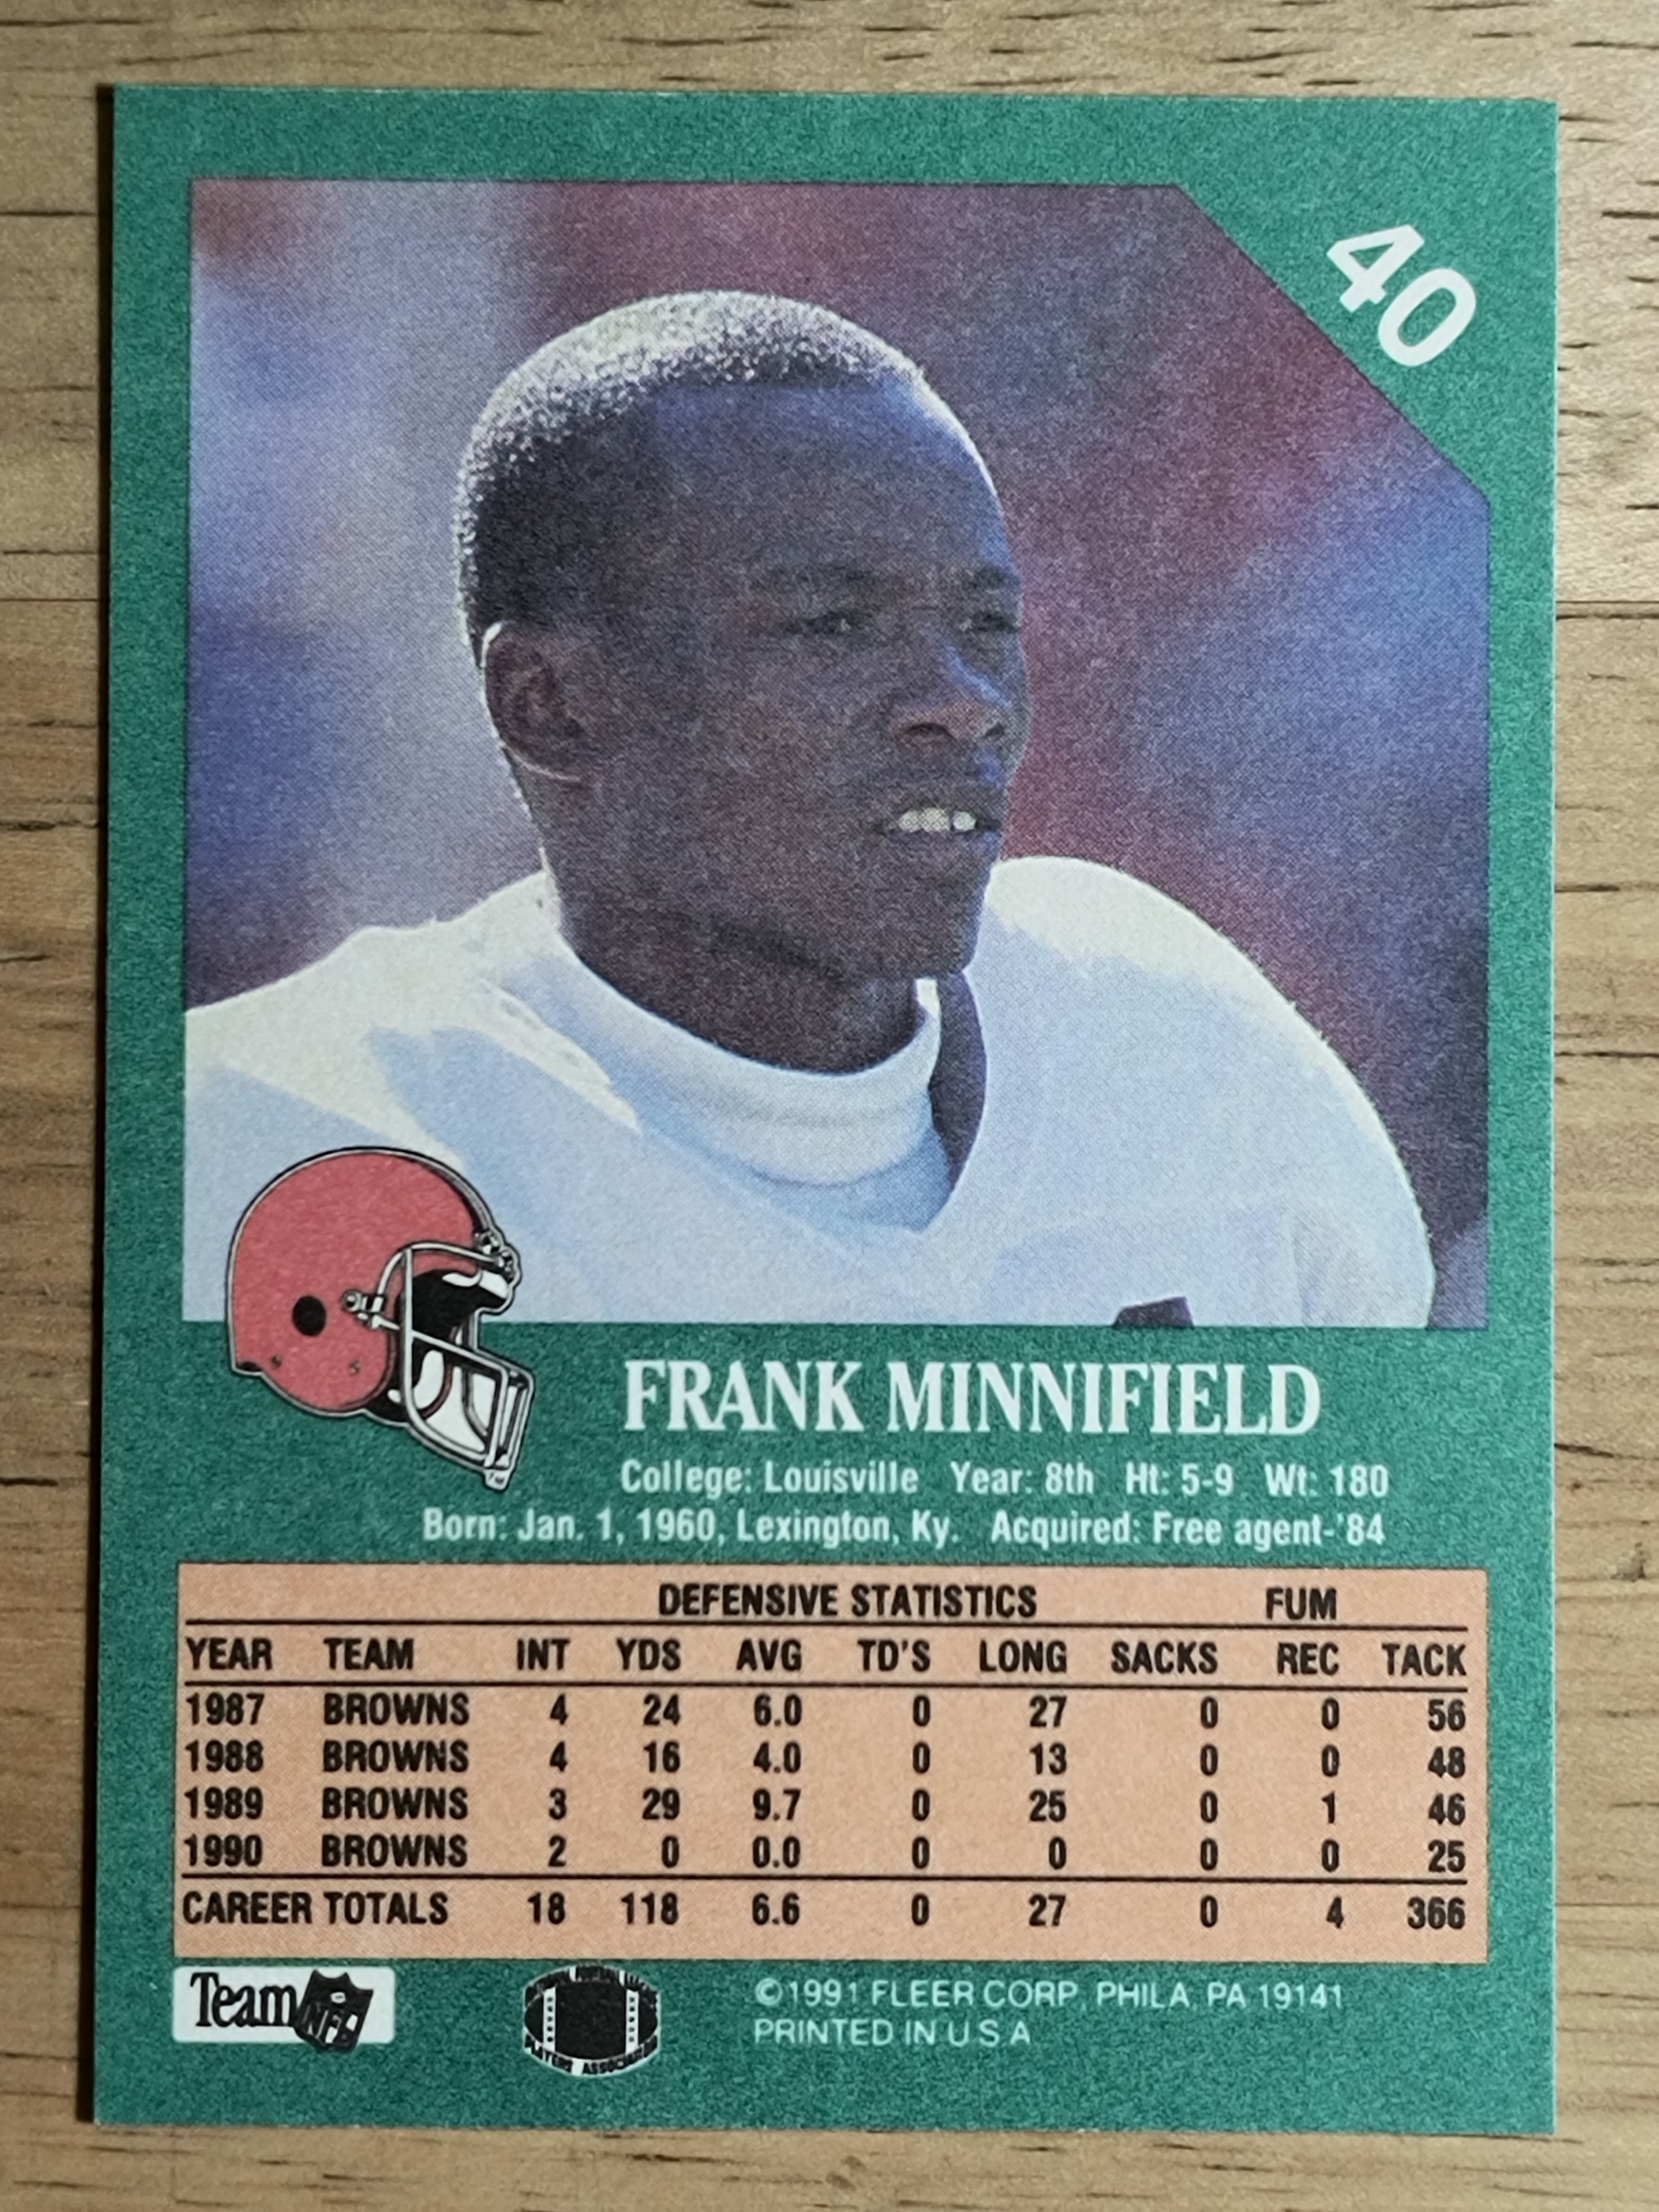 40
FRANK MINNIFIELD
College: Louisville Year: 8th Ht: 5-9 Wt: 180
Born: Jan. 1, 1960, Lexington, Ky. Acquired: Free agent-'84
DEFENSIVE STATISTICS FUM
YEAR TEAM INT YDS AVG TD'S LONG SACKS REC TACK
1987 BROWNS 4 24 6.0 0 27 0 0 56
1988 BROWNS 4 16 4.0 0 13 0 0 48
1989 BROWNS 3 29 9.7 0 25 0 1 46
1990 BROWNS 2 0 0.0 0 0 0 0 25
CAREER TOTALS 18 118 6.6 0 27 0 4 366
Team NFL
PLAYERS ASSOCIATION
©1991 FLEER CORP. PHILA, PA 19141
PRINTED IN U S A